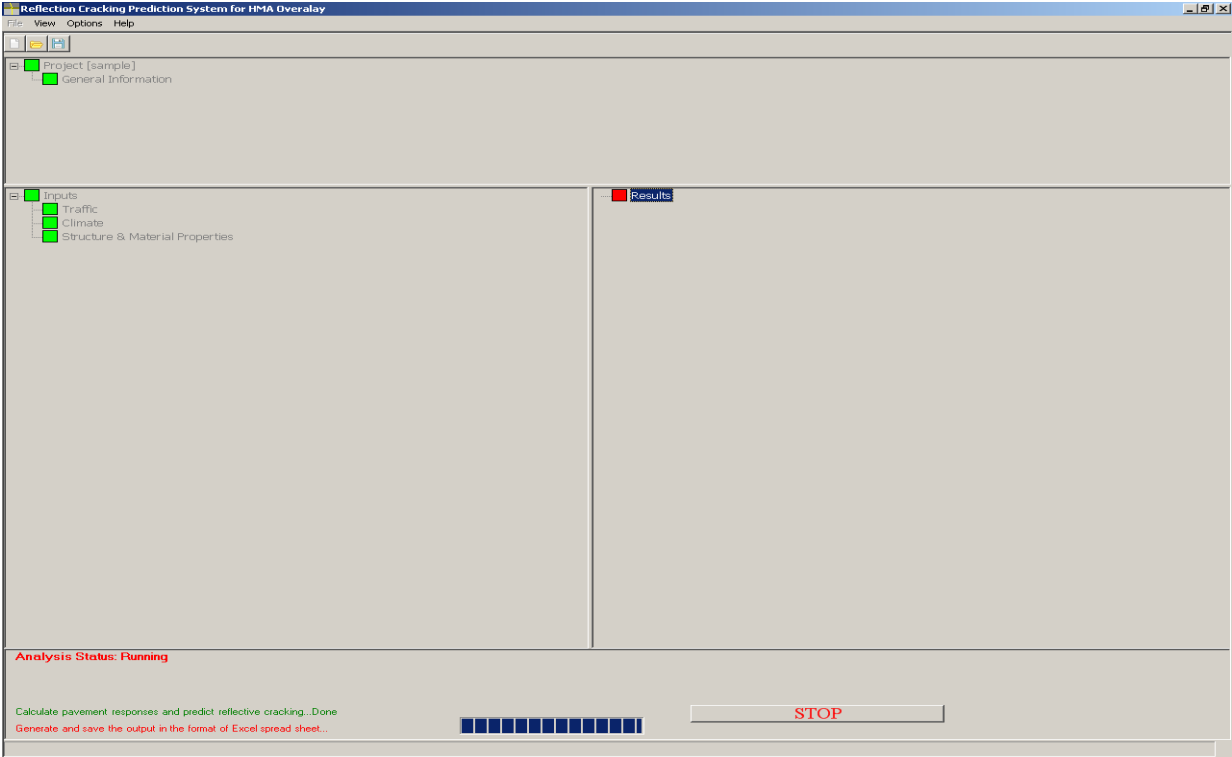 Reflection Cracking Prediction System for HMA Overalay
File View Options Help
Project [sample]
General Information
Inputs
Traffic
Climate
Structure & Material Properties
Results
Analysis Status: Running
Calculate pavement responses and predict reflective cracking...Done
Generate and save the output in the format of Excel spread sheet...
STOP